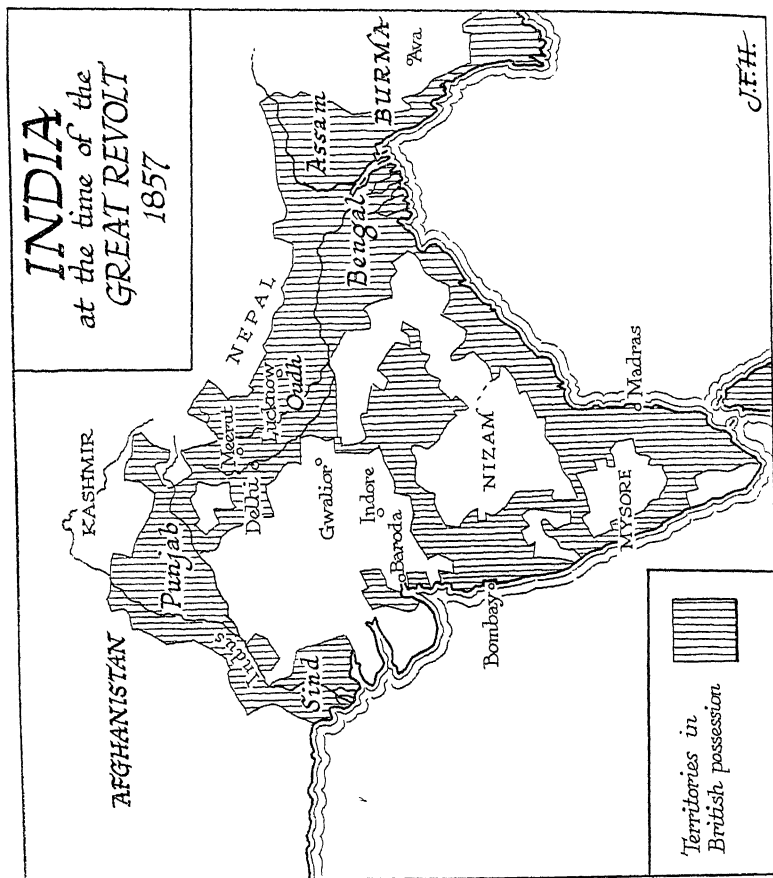 INDIA
at the time of the
GREAT REVOLT
1857
AFGHANISTAN
KASHMIR
Punjab
Indus
Sind
Delhi
Meerut
NEPAL
Lucknow
Oudh
Gwalior
Indore
Baroda
Bombay
NIZAM
MYSORE
Madras
Bengal
Assam
BURMA
Ava
Territories in
British possession
J.F.H.